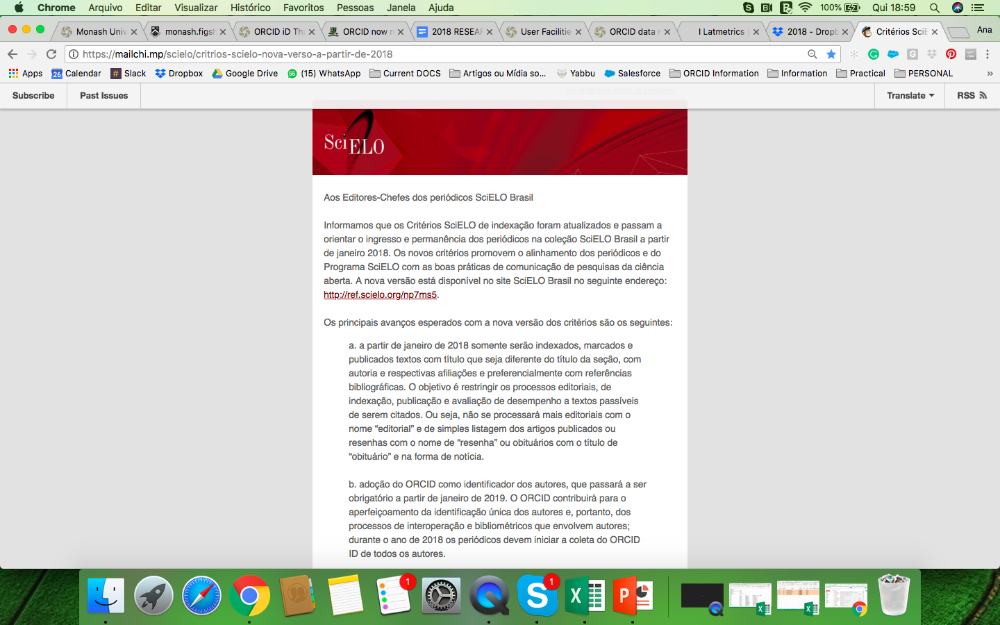 Chrome Arquivo Editar Visualizar Histórico Favoritos Pessoas Janela Ajuda 100% Qui 18:59
Monash Univ monash.figsh ORCID iD Th ORCID now re 2018 RESEAR User Facilitie ORCID data r I Latmetrics 2018 - Dropb Critérios SciE Ana
https://mailchi.mp/scielo/critrios-scielo-nova-verso-a-partir-de-2018
Apps Calendar Slack Dropbox Google Drive (15) WhatsApp Current DOCS Artigos ou Mídia so... Yabbu Salesforce ORCID Information Information Practical PERSONAL »
Subscribe Past Issues Translate RSS
SciELO
Aos Editores-Chefes dos periódicos SciELO Brasil
Informamos que os Critérios SciELO de indexação foram atualizados e passam a
orientar o ingresso e permanência dos periódicos na coleção SciELO Brasil a partir
de janeiro 2018. Os novos critérios promovem o alinhamento dos periódicos e do
Programa SciELO com as boas práticas de comunicação de pesquisas da ciência
aberta. A nova versão está disponível no site SciELO Brasil no seguinte endereço:
http://ref.scielo.org/np7ms5.
Os principais avanços esperados com a nova versão dos critérios são os seguintes:
a. a partir de janeiro de 2018 somente serão indexados, marcados e
publicados textos com título que seja diferente do título da seção, com
autoria e respectivas afiliações e preferencialmente com referências
bibliográficas. O objetivo é restringir os processos editoriais, de
indexação, publicação e avaliação de desempenho a textos passíveis
de serem citados. Ou seja, não se processará mais editoriais com o
nome “editorial” e de simples listagem dos artigos publicados ou
resenhas com o nome de “resenha” ou obituários com o título de
“obituário” e na forma de notícia.
b. adoção do ORCID como identificador dos autores, que passará a ser
obrigatório a partir de janeiro de 2019. O ORCID contribuirá para o
aperfeiçoamento da identificação única dos autores e, portanto, dos
processos de interoperação e bibliométricos que envolvem autores;
durante o ano de 2018 os periódicos devem iniciar a coleta do ORCID
ID de todos os autores.
1 1